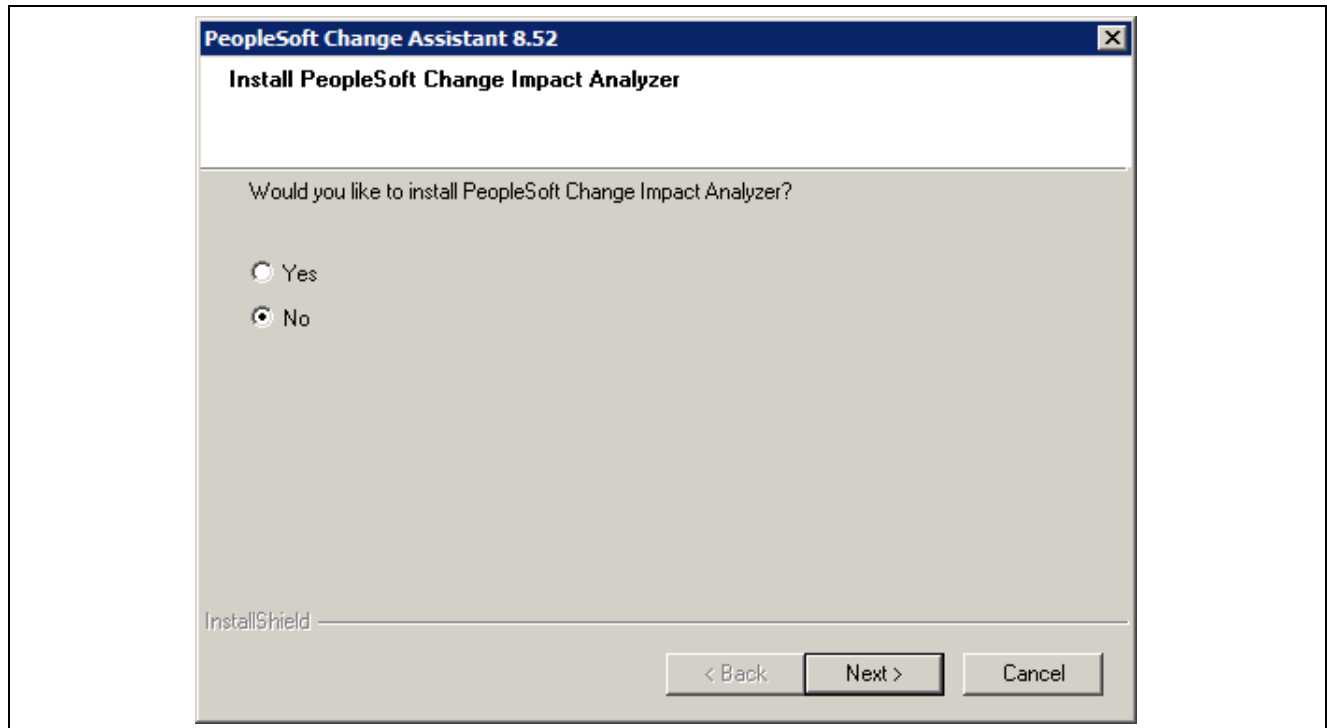 PeopleSoft Change Assistant 8.52
Install PeopleSoft Change Impact Analyzer
Would you like to install PeopleSoft Change Impact Analyzer?
Yes
No
InstallShield
< Back Next > Cancel